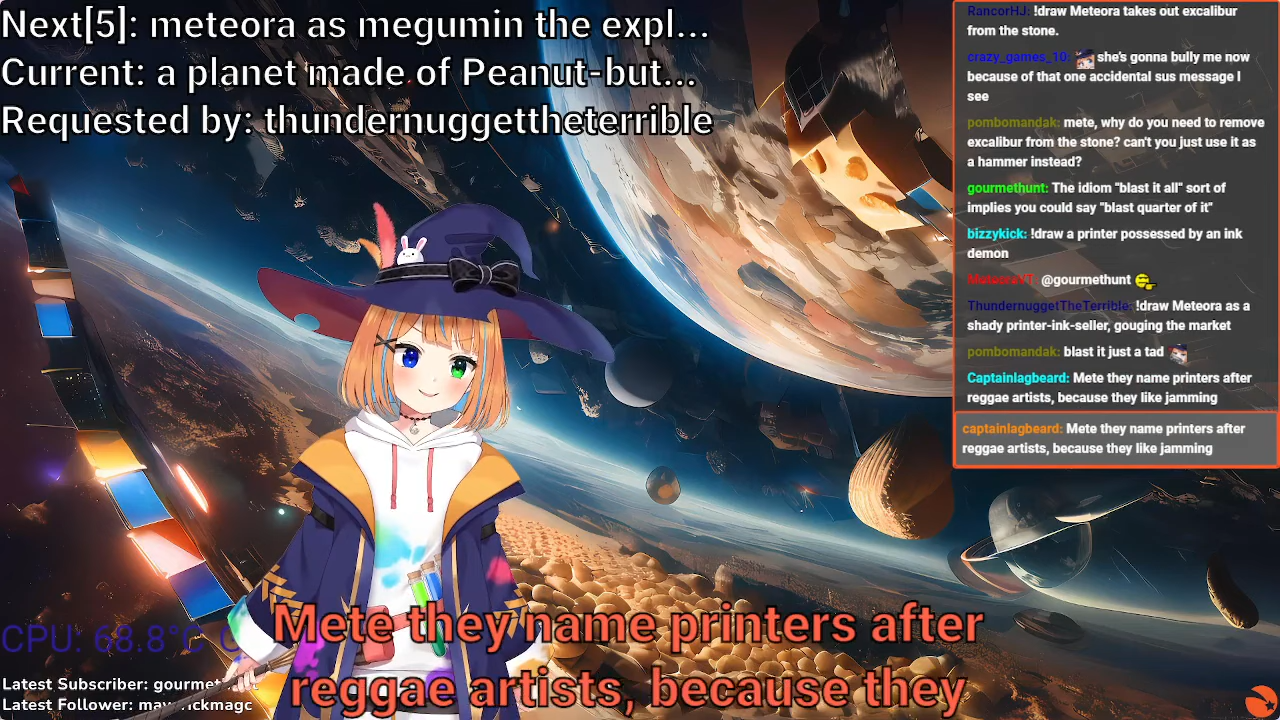 Next[5]: meteora as megumin the expl...
Current: a planet made of Peanut-but...
Requested by: thundernuggettheterrible
RancorHJ: !draw Meteora takes out excalibur
from the stone.
crazy_games_10: she's gonna bully me now
because of that one accidental sus message I
see
pombomandak: mete, why do you need to remove
excalibur from the stone? can't you just use it as
a hammer instead?
gourmethunt: The idiom "blast it all" sort of
implies you could say "blast quarter of it"
bizzykick: !draw a printer possessed by an ink
demon
@gourmethunt
ThundernuggetTheTerrible: !draw Meteora as a
shady printer-ink-seller, gouging the market
pombomandak: blast it just a tad
Captainlagbeard: Mete they name printers after
reggae artists, because they like jamming
captainlagbeard: Mete they name printers after
reggae artists, because they like jamming
Mete they name printers after
reggae artists, because they
CPU: 68.8°C
Latest Subscriber:
Latest Follower: